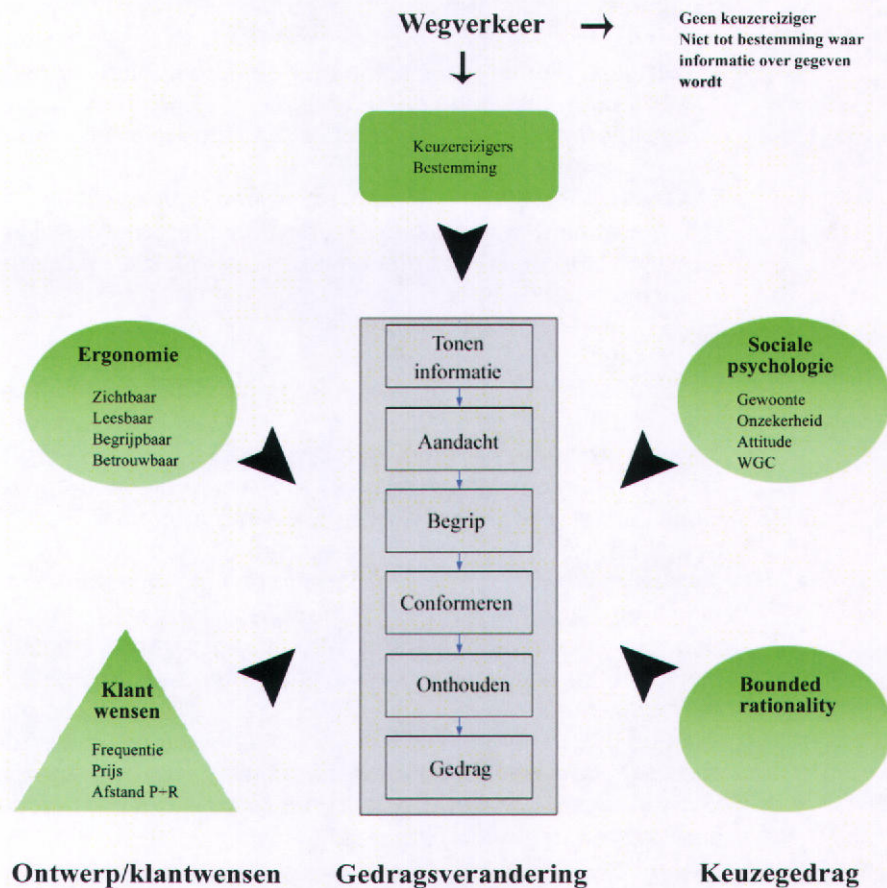 Wegverkeer → Geen keuzereiziger
Niet tot bestemming waar
informatie over gegeven
wordt
Keuzereizigers
Bestemming
Ergonomie
Zichtbaar
Leesbaar
Begrijpbaar
Betrouwbaar
Tonen
informatie
Aandacht
Begrip
Conformeren
Onthouden
Gedrag
Sociale
psychologie
Gewoonte
Onzekerheid
Attitude
WGC
Klant
wensen
Frequentie
Prijs
Afstand P+R
Bounded
rationality
Ontwerp/klantwensen
Gedragsverandering
Keuzegedrag